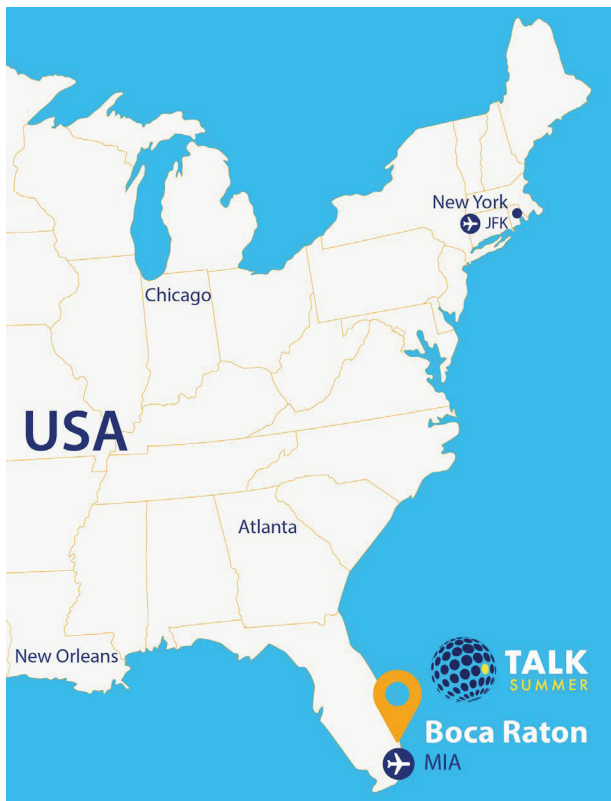 New York
JFK
Chicago
USA
Atlanta
New Orleans
TALK
SUMMER
Boca Raton
MIA